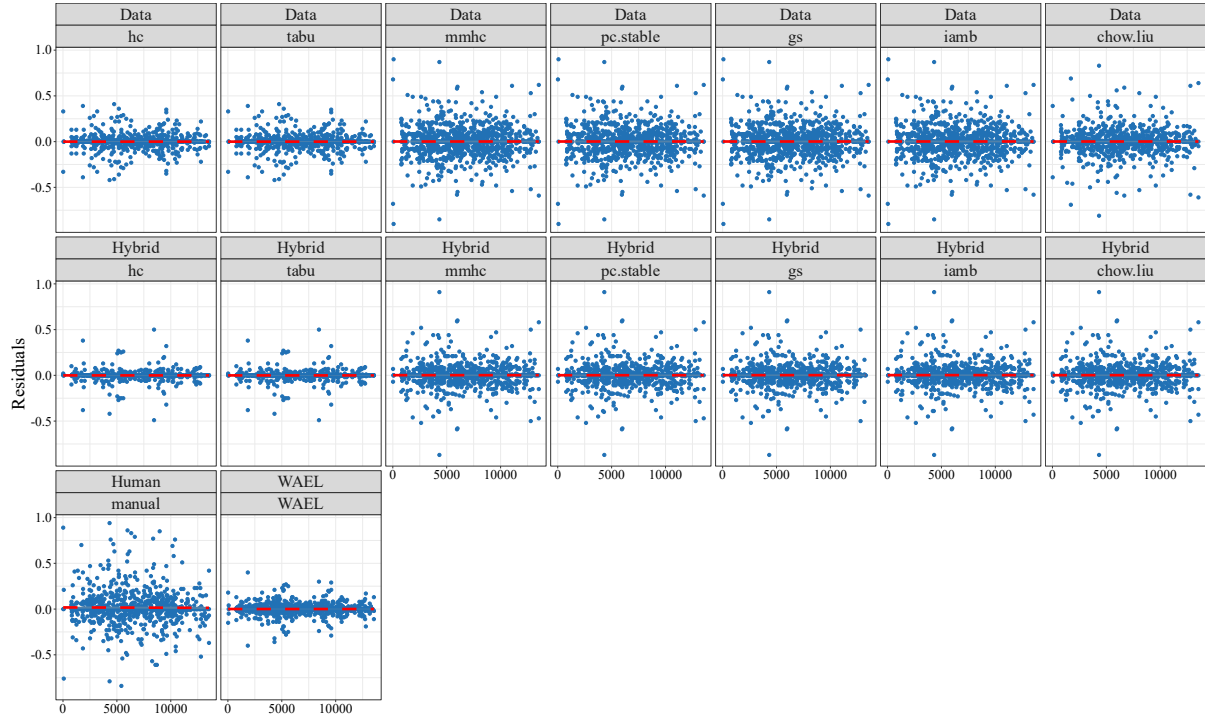 Data Data Data Data Data Data Data
hc tabu mmhc pc.stable gs iamb chow.liu
1.0
0.5
0.0
-0.5
Hybrid Hybrid Hybrid Hybrid Hybrid Hybrid Hybrid
hc tabu mmhc pc.stable gs iamb chow.liu
1.0
0.5
0.0
-0.5
Residuals
Human WAEL
manual WAEL
0 5000 10000 0 5000 10000 0 5000 10000 0 5000 10000 0 5000 10000
1.0
0.5
0.0
-0.5
0 5000 10000 0 5000 10000